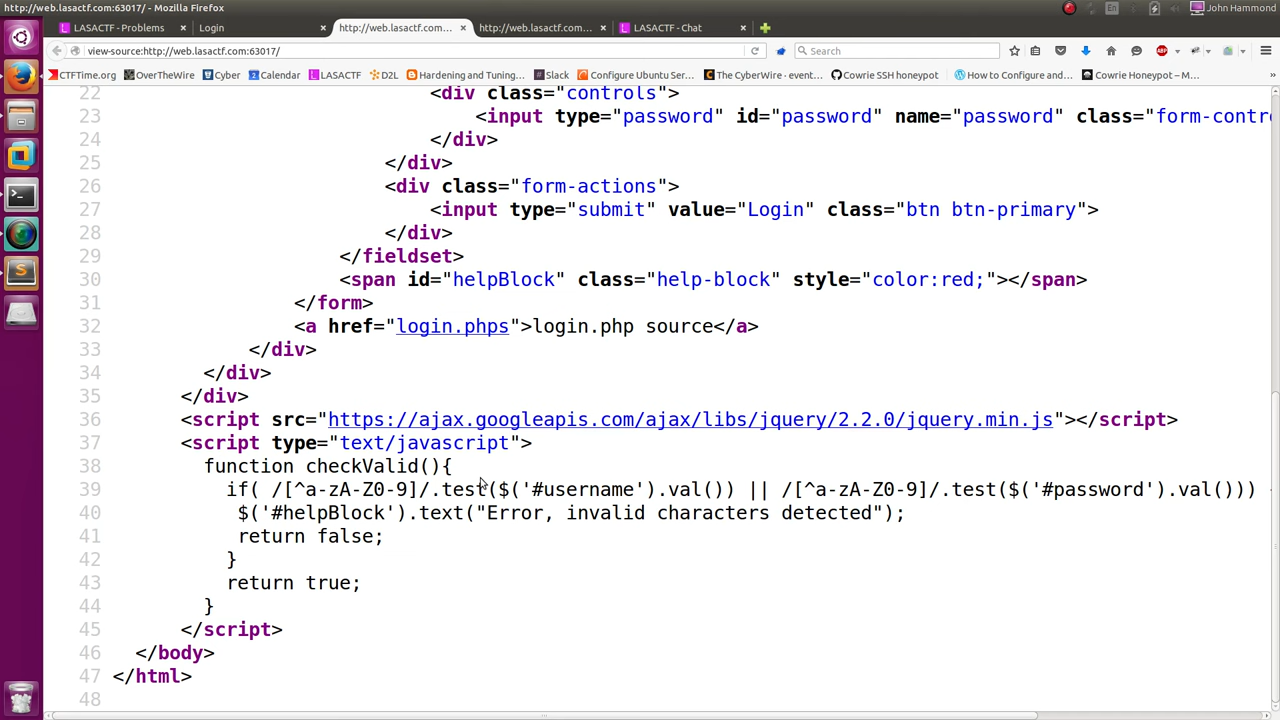 http://web.lasactf.com:63017/ - Mozilla Firefox
En
John Hammond
LASACTF - Problems
Login
http://web.lasactf.com...
http://web.lasactf.com...
LASACTF - Chat
view-source:http://web.lasactf.com:63017/
Search
CTFTime.org
OverTheWire
Cyber
Calendar
LASACTF
D2L
Hardening and Tuning...
Slack
Configure Ubuntu Ser...
The CyberWire - event...
Cowrie SSH honeypot
How to Configure and...
Cowrie Honeypot – M...
22 <div class="controls">
23 <input type="password" id="password" name="password" class="form-contr
24 </div>
25 </div>
26 <div class="form-actions">
27 <input type="submit" value="Login" class="btn btn-primary">
28 </div>
29 </fieldset>
30 <span id="helpBlock" class="help-block" style="color:red;"></span>
31 </form>
32 <a href="login.phps">login.php source</a>
33 </div>
34 </div>
35 </div>
36 <script src="https://ajax.googleapis.com/ajax/libs/jquery/2.2.0/jquery.min.js"></script>
37 <script type="text/javascript">
38 function checkValid(){
39 if( /[^a-zA-Z0-9]/.test($('#username').val()) || /[^a-zA-Z0-9]/.test($('#password').val()))
40 $('#helpBlock').text("Error, invalid characters detected");
41 return false;
42 }
43 return true;
44 }
45 </script>
46 </body>
47 </html>
48